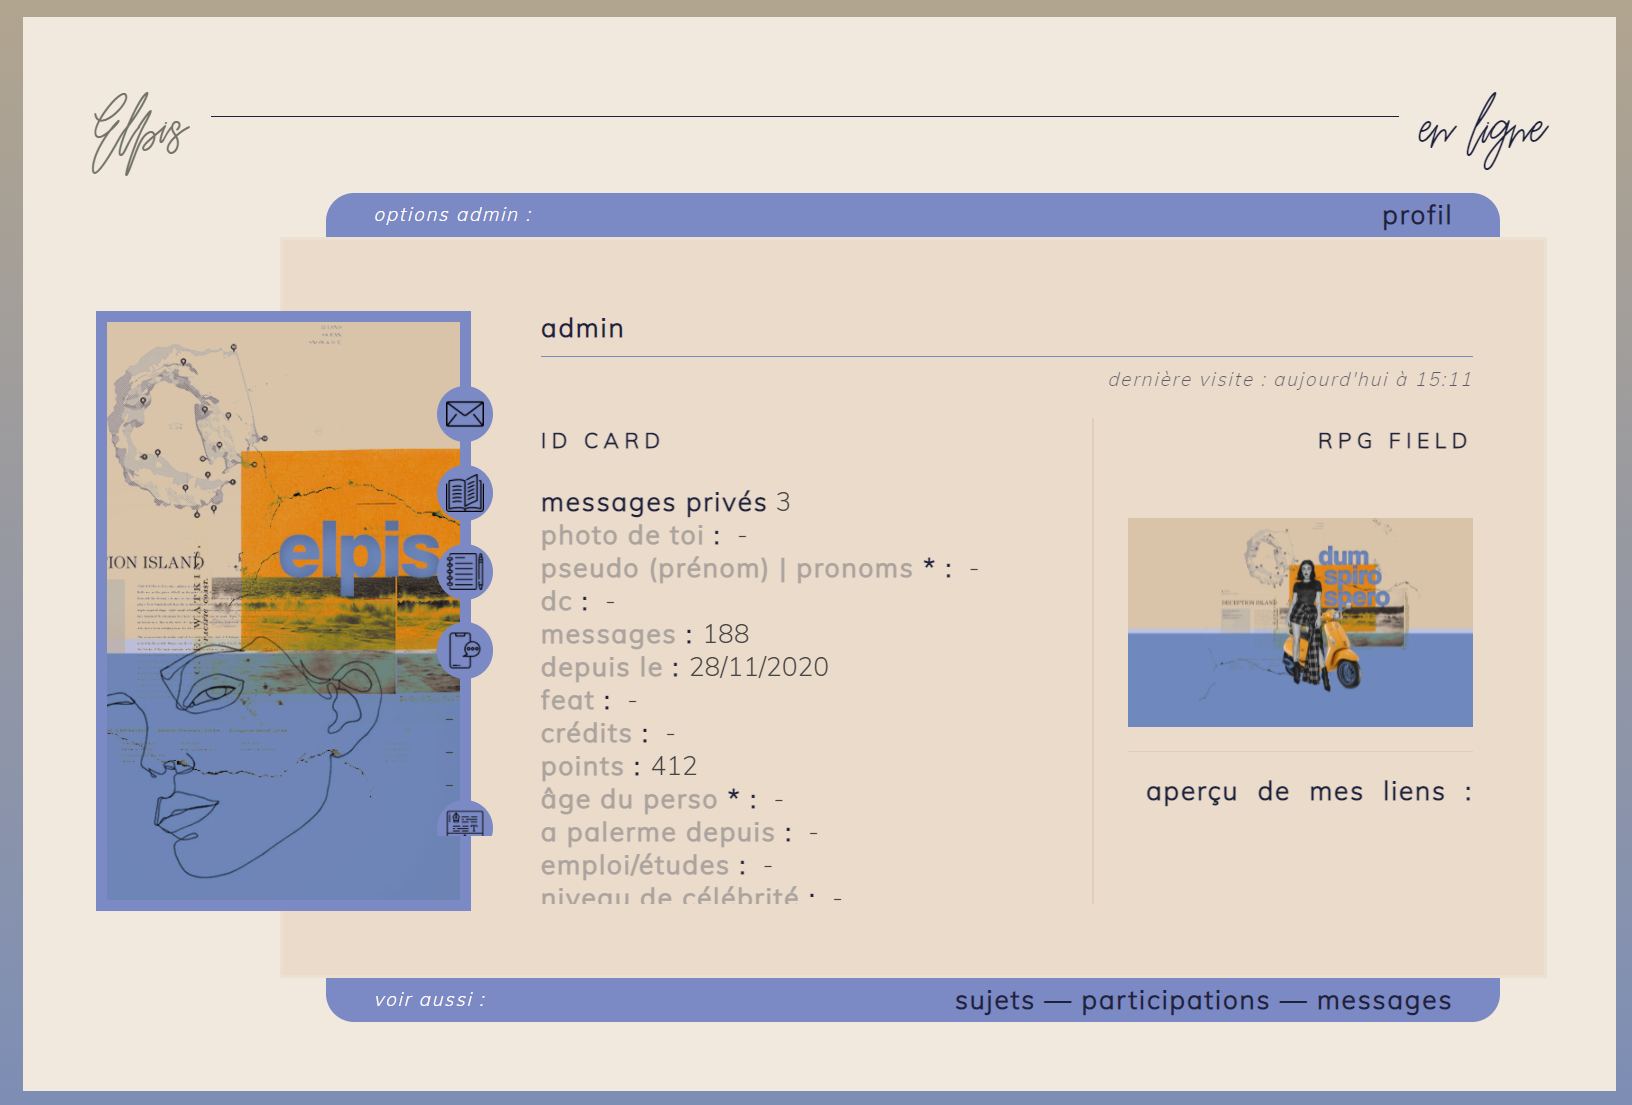 Elpis
en ligne
options admin :
profil
admin
dernière visite : aujourd'hui à 15:11
ID CARD
messages privés 3
photo de toi : -
pseudo (prénom) | pronoms * : -
dc : -
messages : 188
depuis le : 28/11/2020
feat : -
crédits : -
points : 412
âge du perso * : -
a palerme depuis : -
emploi/études : -
niveau de célébrité : -
RPG FIELD
dum
spiro
spero
DECEPTION ISLAND
aperçu de mes liens :
ION ISLAND
elpis
voir aussi :
sujets — participations — messages